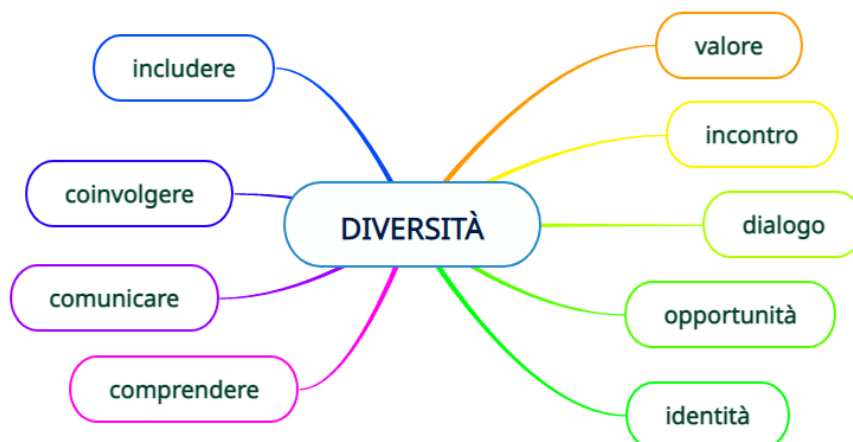 includere
coinvolgere
comunicare
comprendere
DIVERSITÀ
valore
incontro
dialogo
opportunità
identità